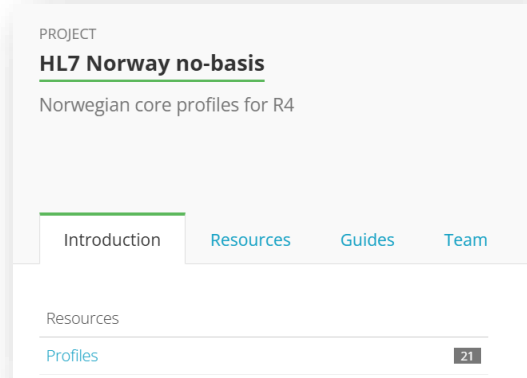 PROJECT
HL7 Norway no-basis
Norwegian core profiles for R4
Introduction Resources Guides Team
Resources
Profiles 21